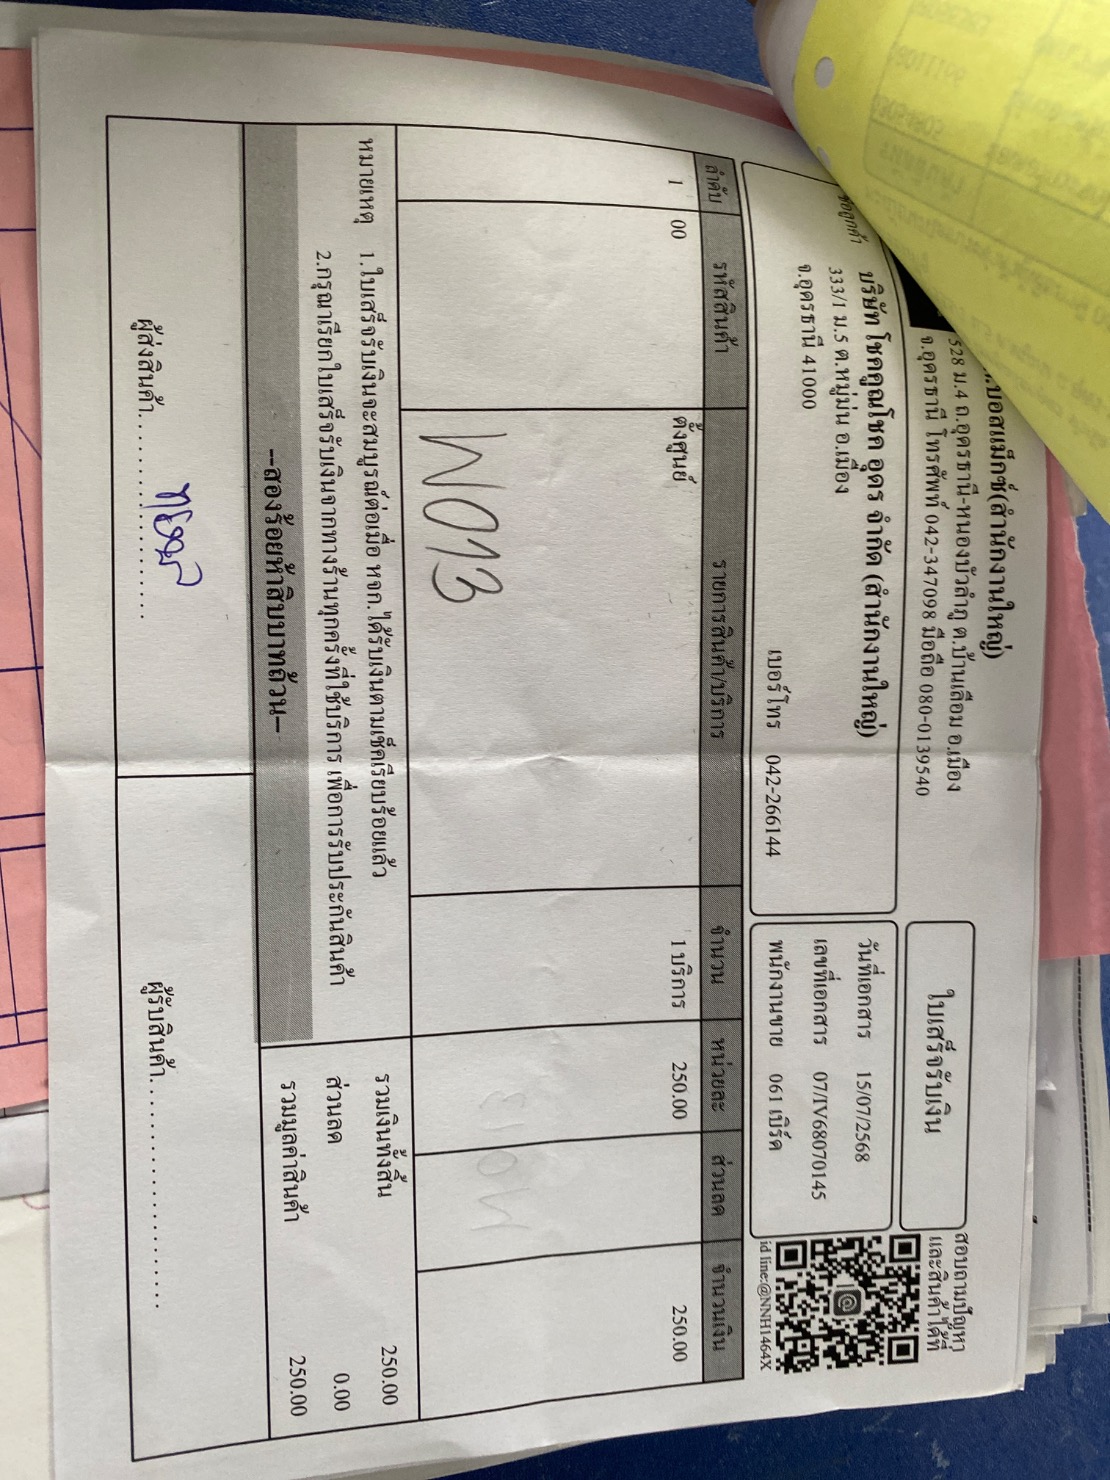 .บอสแม็กซ์(สำนักงานใหญ่)
528 ม.4 ถ.อุดรธานี-หนองบัวลำภู ต.บ้านเลื่อม อ.เมือง
จ.อุดรธานี โทรศัพท์ 042-347098 มือถือ 080-0139540
ใบเสร็จรับเงิน
สอบถามปัญหา
และสินค้าได้ที่
id line:@NNH1464X
ชื่อลูกค้า บริษัท โชคคูณโชค อุดร จำกัด (สำนักงานใหญ่)
333/1 ม.5 ต.หมู่ม่น อ.เมือง
จ.อุดรธานี 41000
เบอร์โทร 042-266144
วันที่เอกสาร 15/07/2568
เลขที่เอกสาร 07/IV68070145
พนักงานขาย 061 เบิร์ด
ลำดับ รหัสสินค้า รายการสินค้า/บริการ จำนวน หน่วยละ ส่วนลด จำนวนเงิน
1 00 ตั้งศูนย์ 1 บริการ 250.00 250.00
หมายเหตุ 1.ใบเสร็จรับเงินจะสมบูรณ์ต่อเมื่อ หจก.ได้รับเงินตามเช็คเรียบร้อยแล้ว
2.กรุณาเรียกใบเสร็จรับเงินจากทางร้านทุกครั้งที่ใช้บริการ เพื่อการรับประกันสินค้า
--สองร้อยห้าสิบบาทถ้วน--
รวมเงินทั้งสิ้น 250.00
ส่วนลด 0.00
รวมมูลค่าสินค้า 250.00
ผู้ส่งสินค้า..............................
ผู้รับสินค้า..............................